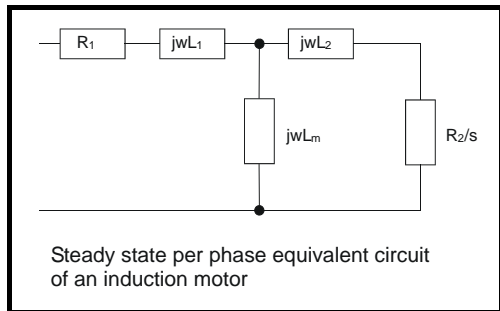 R1
jwL1
jwL2
jwLm
R2/s
Steady state per phase equivalent circuit
of an induction motor